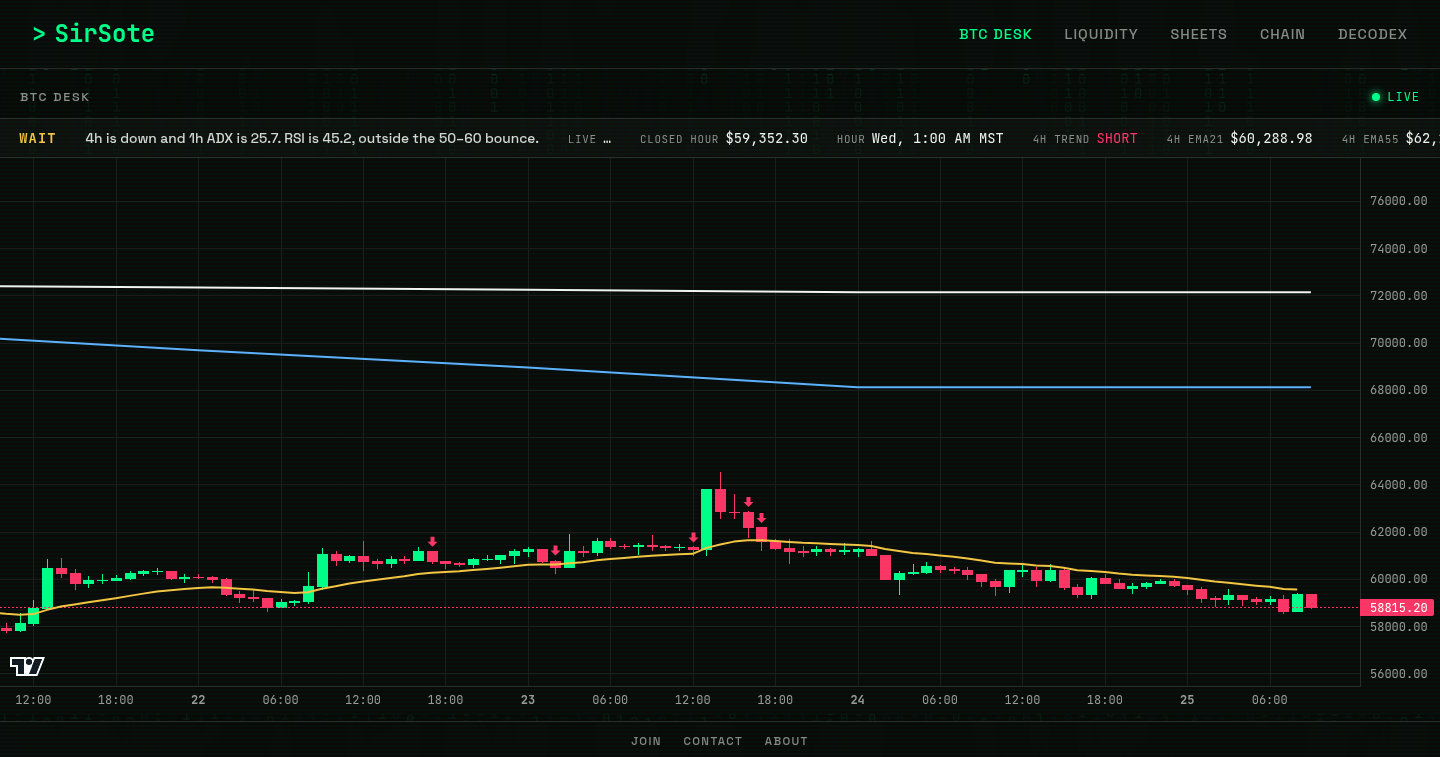 > SirSote
BTC DESK LIQUIDITY SHEETS CHAIN DECODEX
BTC DESK
LIVE
WAIT 4h is down and 1h ADX is 25.7. RSI is 45.2, outside the 50–60 bounce. LIVE … CLOSED HOUR $59,352.30 HOUR Wed, 1:00 AM MST 4H TREND SHORT 4H EMA21 $60,288.98 4H EMA55 $62,
76000.00
74000.00
72000.00
70000.00
68000.00
66000.00
64000.00
62000.00
60000.00
58815.20
58000.00
56000.00
12:00 18:00 22 06:00 12:00 18:00 23 06:00 12:00 18:00 24 06:00 12:00 18:00 25 06:00
JOIN CONTACT ABOUT